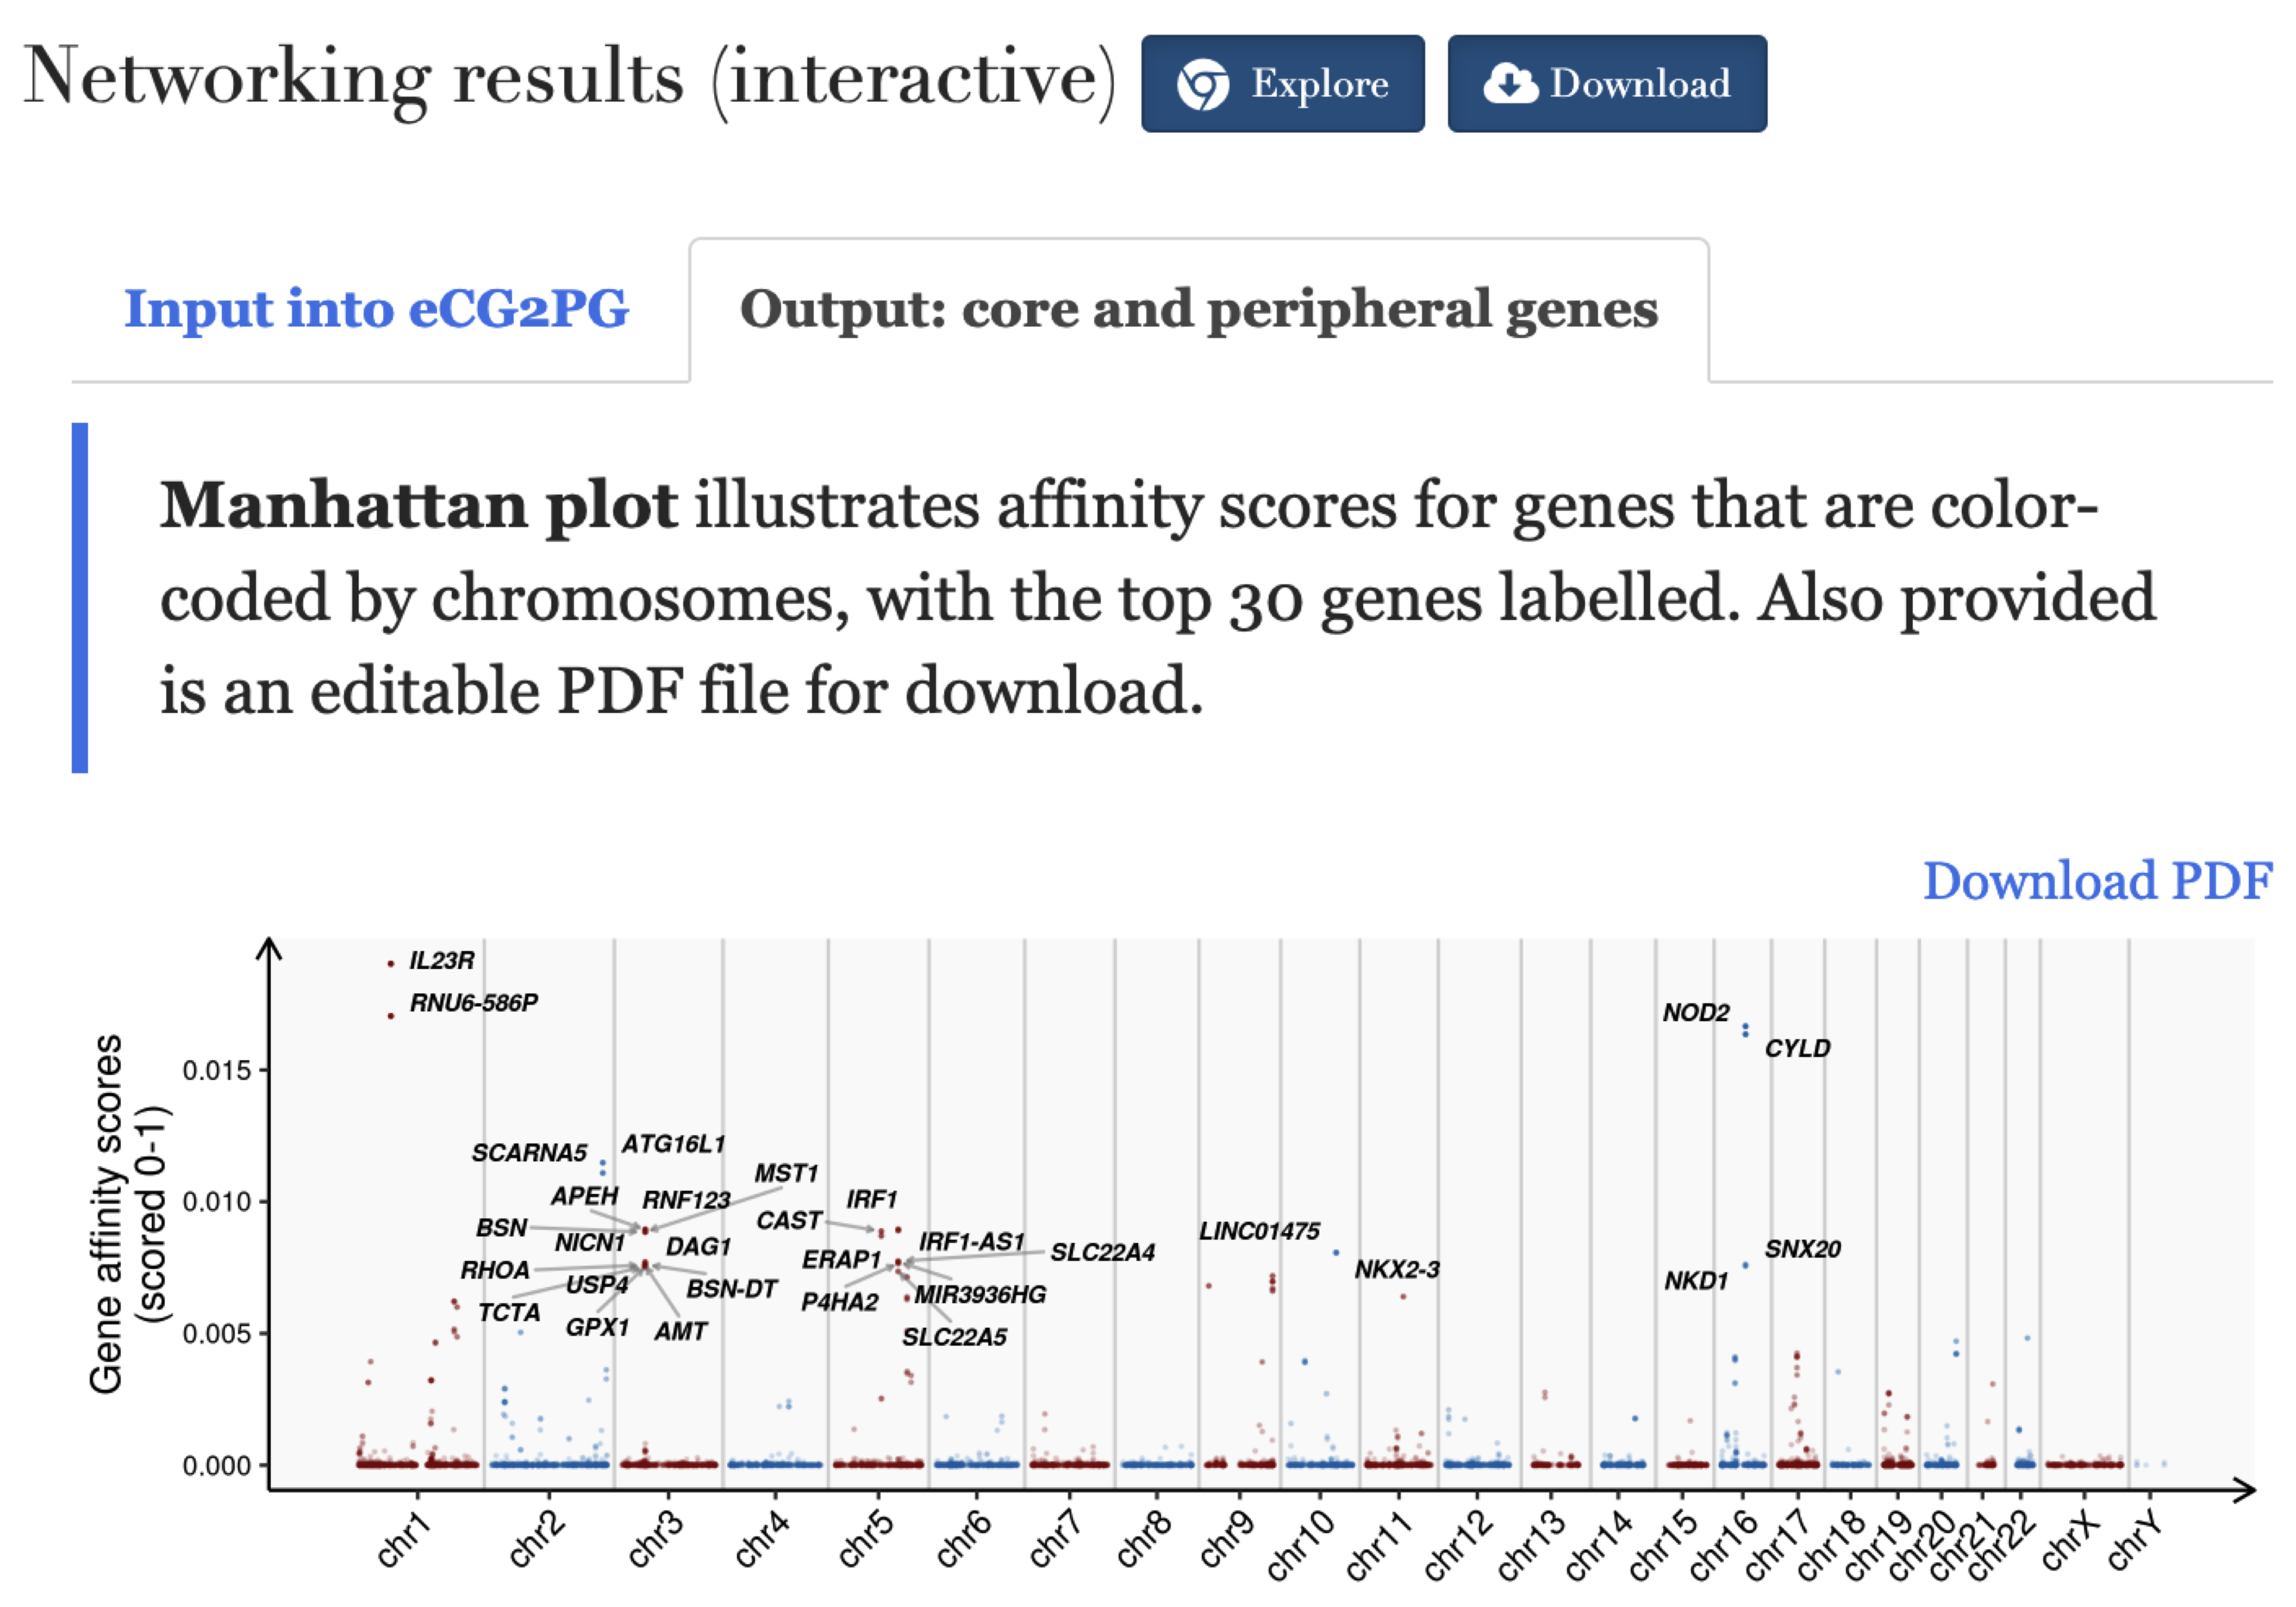 Networking results (interactive) Explore Download
Input into eCG2PG Output: core and peripheral genes
Manhattan plot illustrates affinity scores for genes that are color-
coded by chromosomes, with the top 30 genes labelled. Also provided
is an editable PDF file for download.
Download PDF
Gene affinity scores
(scored 0-1)
0.015
0.010
0.005
0.000
IL23R
RNU6-586P
NOD2
CYLD
SCARNA5
ATG16L1
MST1
APEH
RNF123
IRF1
BSN
CAST
NICN1
DAG1
IRF1-AS1
LINC01475
SLC22A4
SNX20
ERAP1
RHOA
NKX2-3
USP4
NKD1
BSN-DT
P4HA2
MIR3936HG
TCTA
GPX1
AMT
SLC22A5
chr1
chr2
chr3
chr4
chr5
chr6
chr7
chr8
chr9
chr10
chr11
chr12
chr13
chr14
chr15
chr16
chr17
chr18
chr19
chr20
chr21
chr22
chrX
chrY